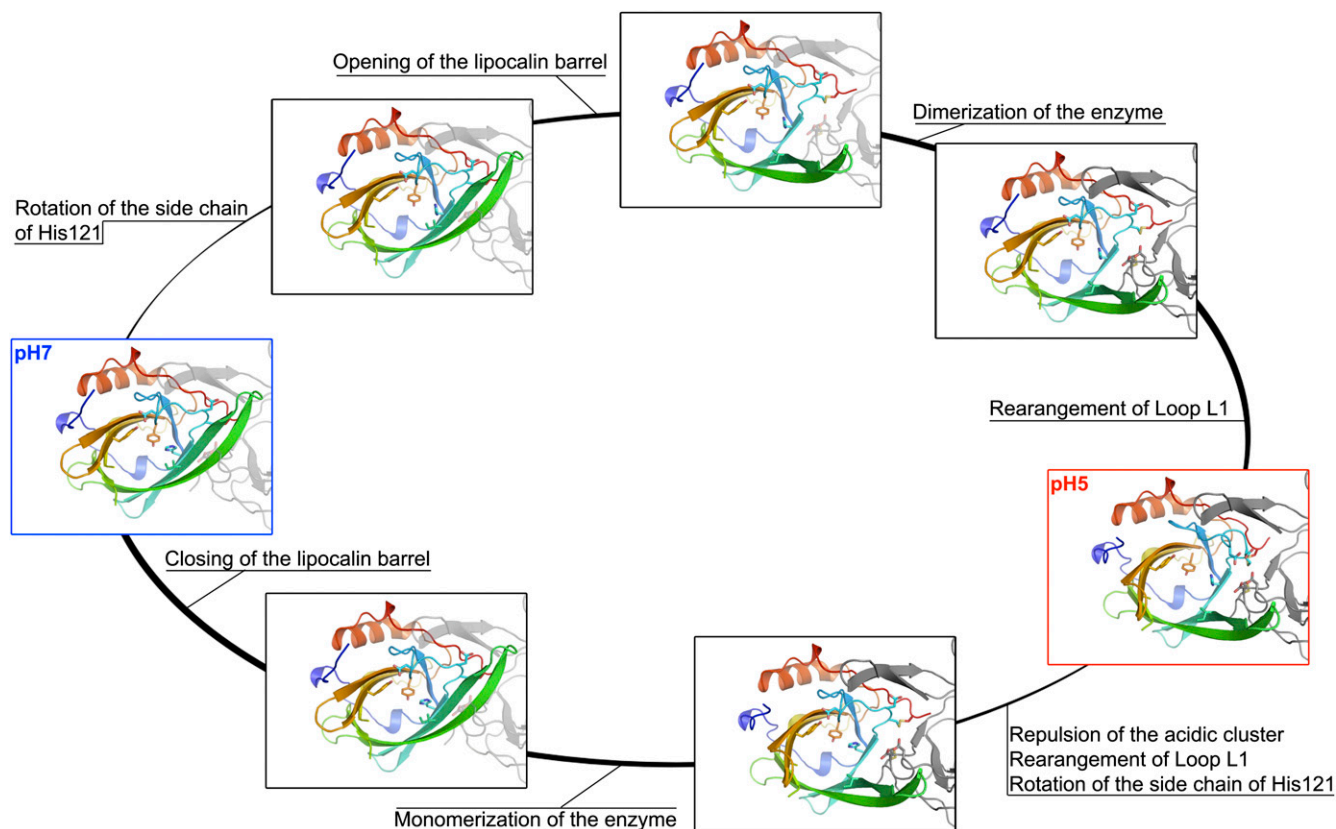 Opening of the lipocalin barrel
Dimerization of the enzyme
Rotation of the side chain
of His121
pH7
Rearangement of Loop L1
pH5
Closing of the lipocalin barrel
Repulsion of the acidic cluster
Rearangement of Loop L1
Rotation of the side chain of His121
Monomerization of the enzyme